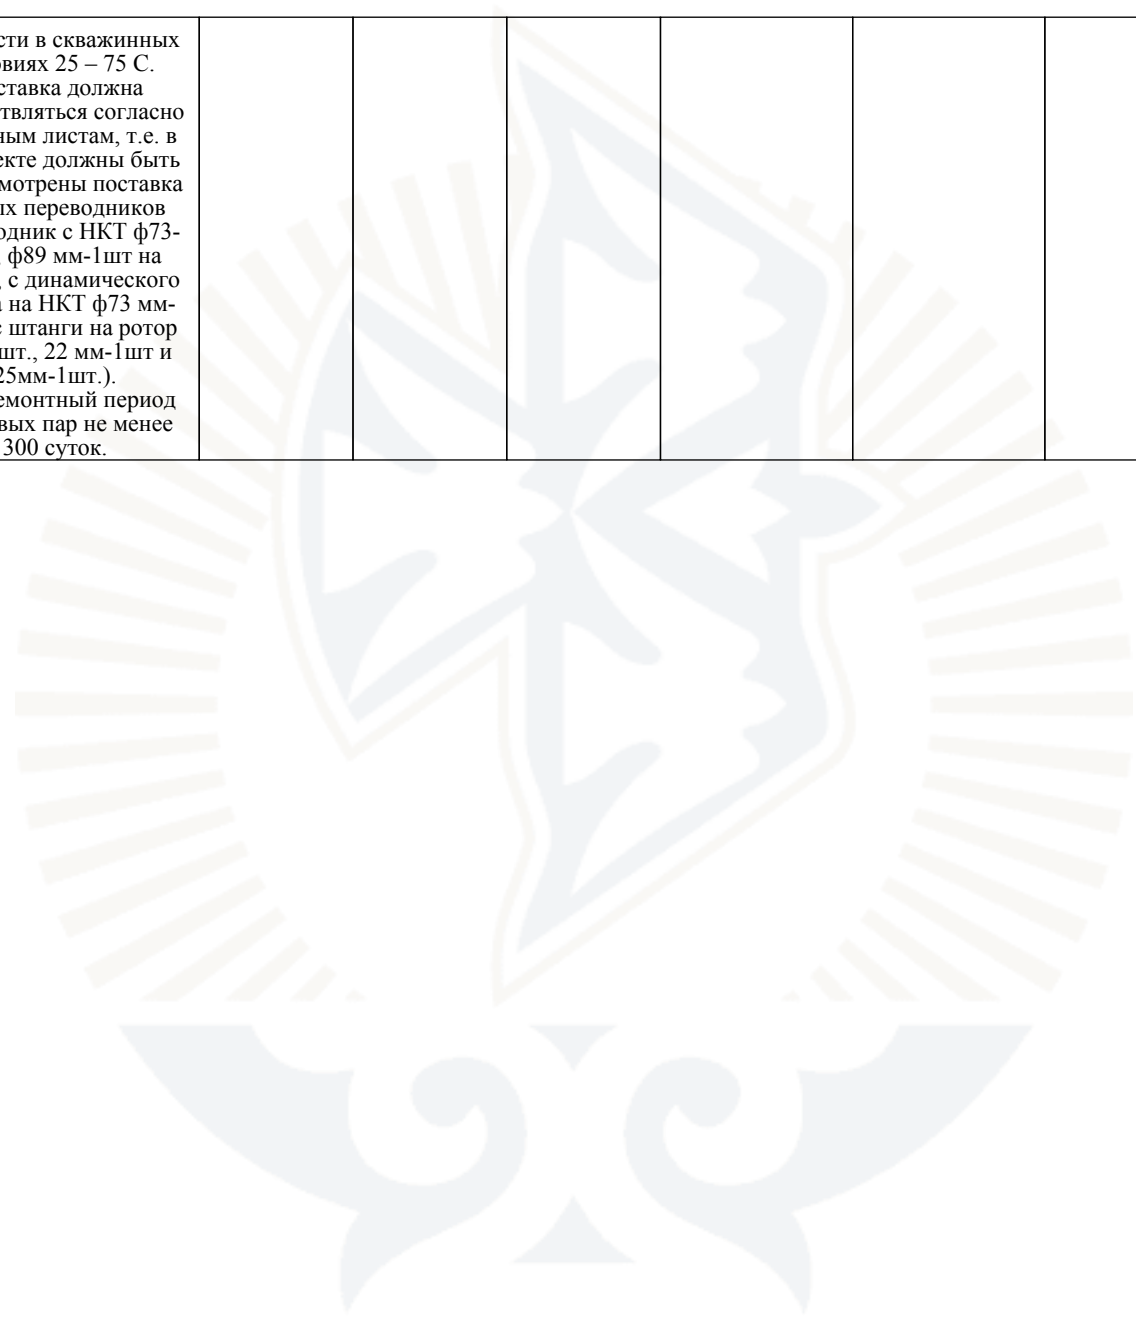 сти в скважинных
овиях 25 – 75 С.
ставка должна
твляться согласно
ным листам, т.е. в
екте должны быть
смотрены поставка
ых переводников
одник с НКТ ф73-
, ф89 мм-1шт на
, с динамического
а на НКТ ф73 мм-
е штанги на ротор
шт., 22 мм-1шт и
25мм-1шт.).
емонтный период
вых пар не менее
300 суток.